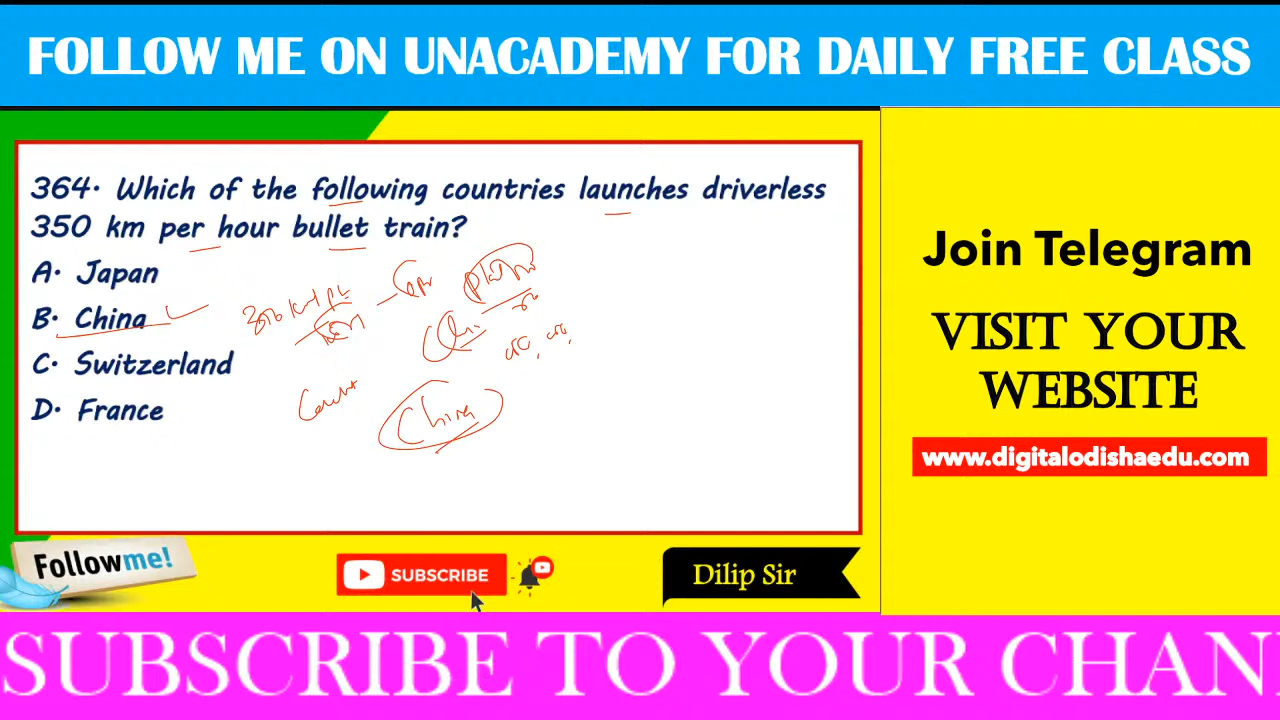 FOLLOW ME ON UNACADEMY FOR DAILY FREE CLASS
364. Which of the following countries launches driverless
350 km per hour bullet train?
A. Japan
B. China
C. Switzerland
D. France
China
Join Telegram
VISIT YOUR
WEBSITE
www.digitalodishaedu.com
Followme!
SUBSCRIBE
Dilip Sir
SUBSCRIBE TO YOUR CHAN